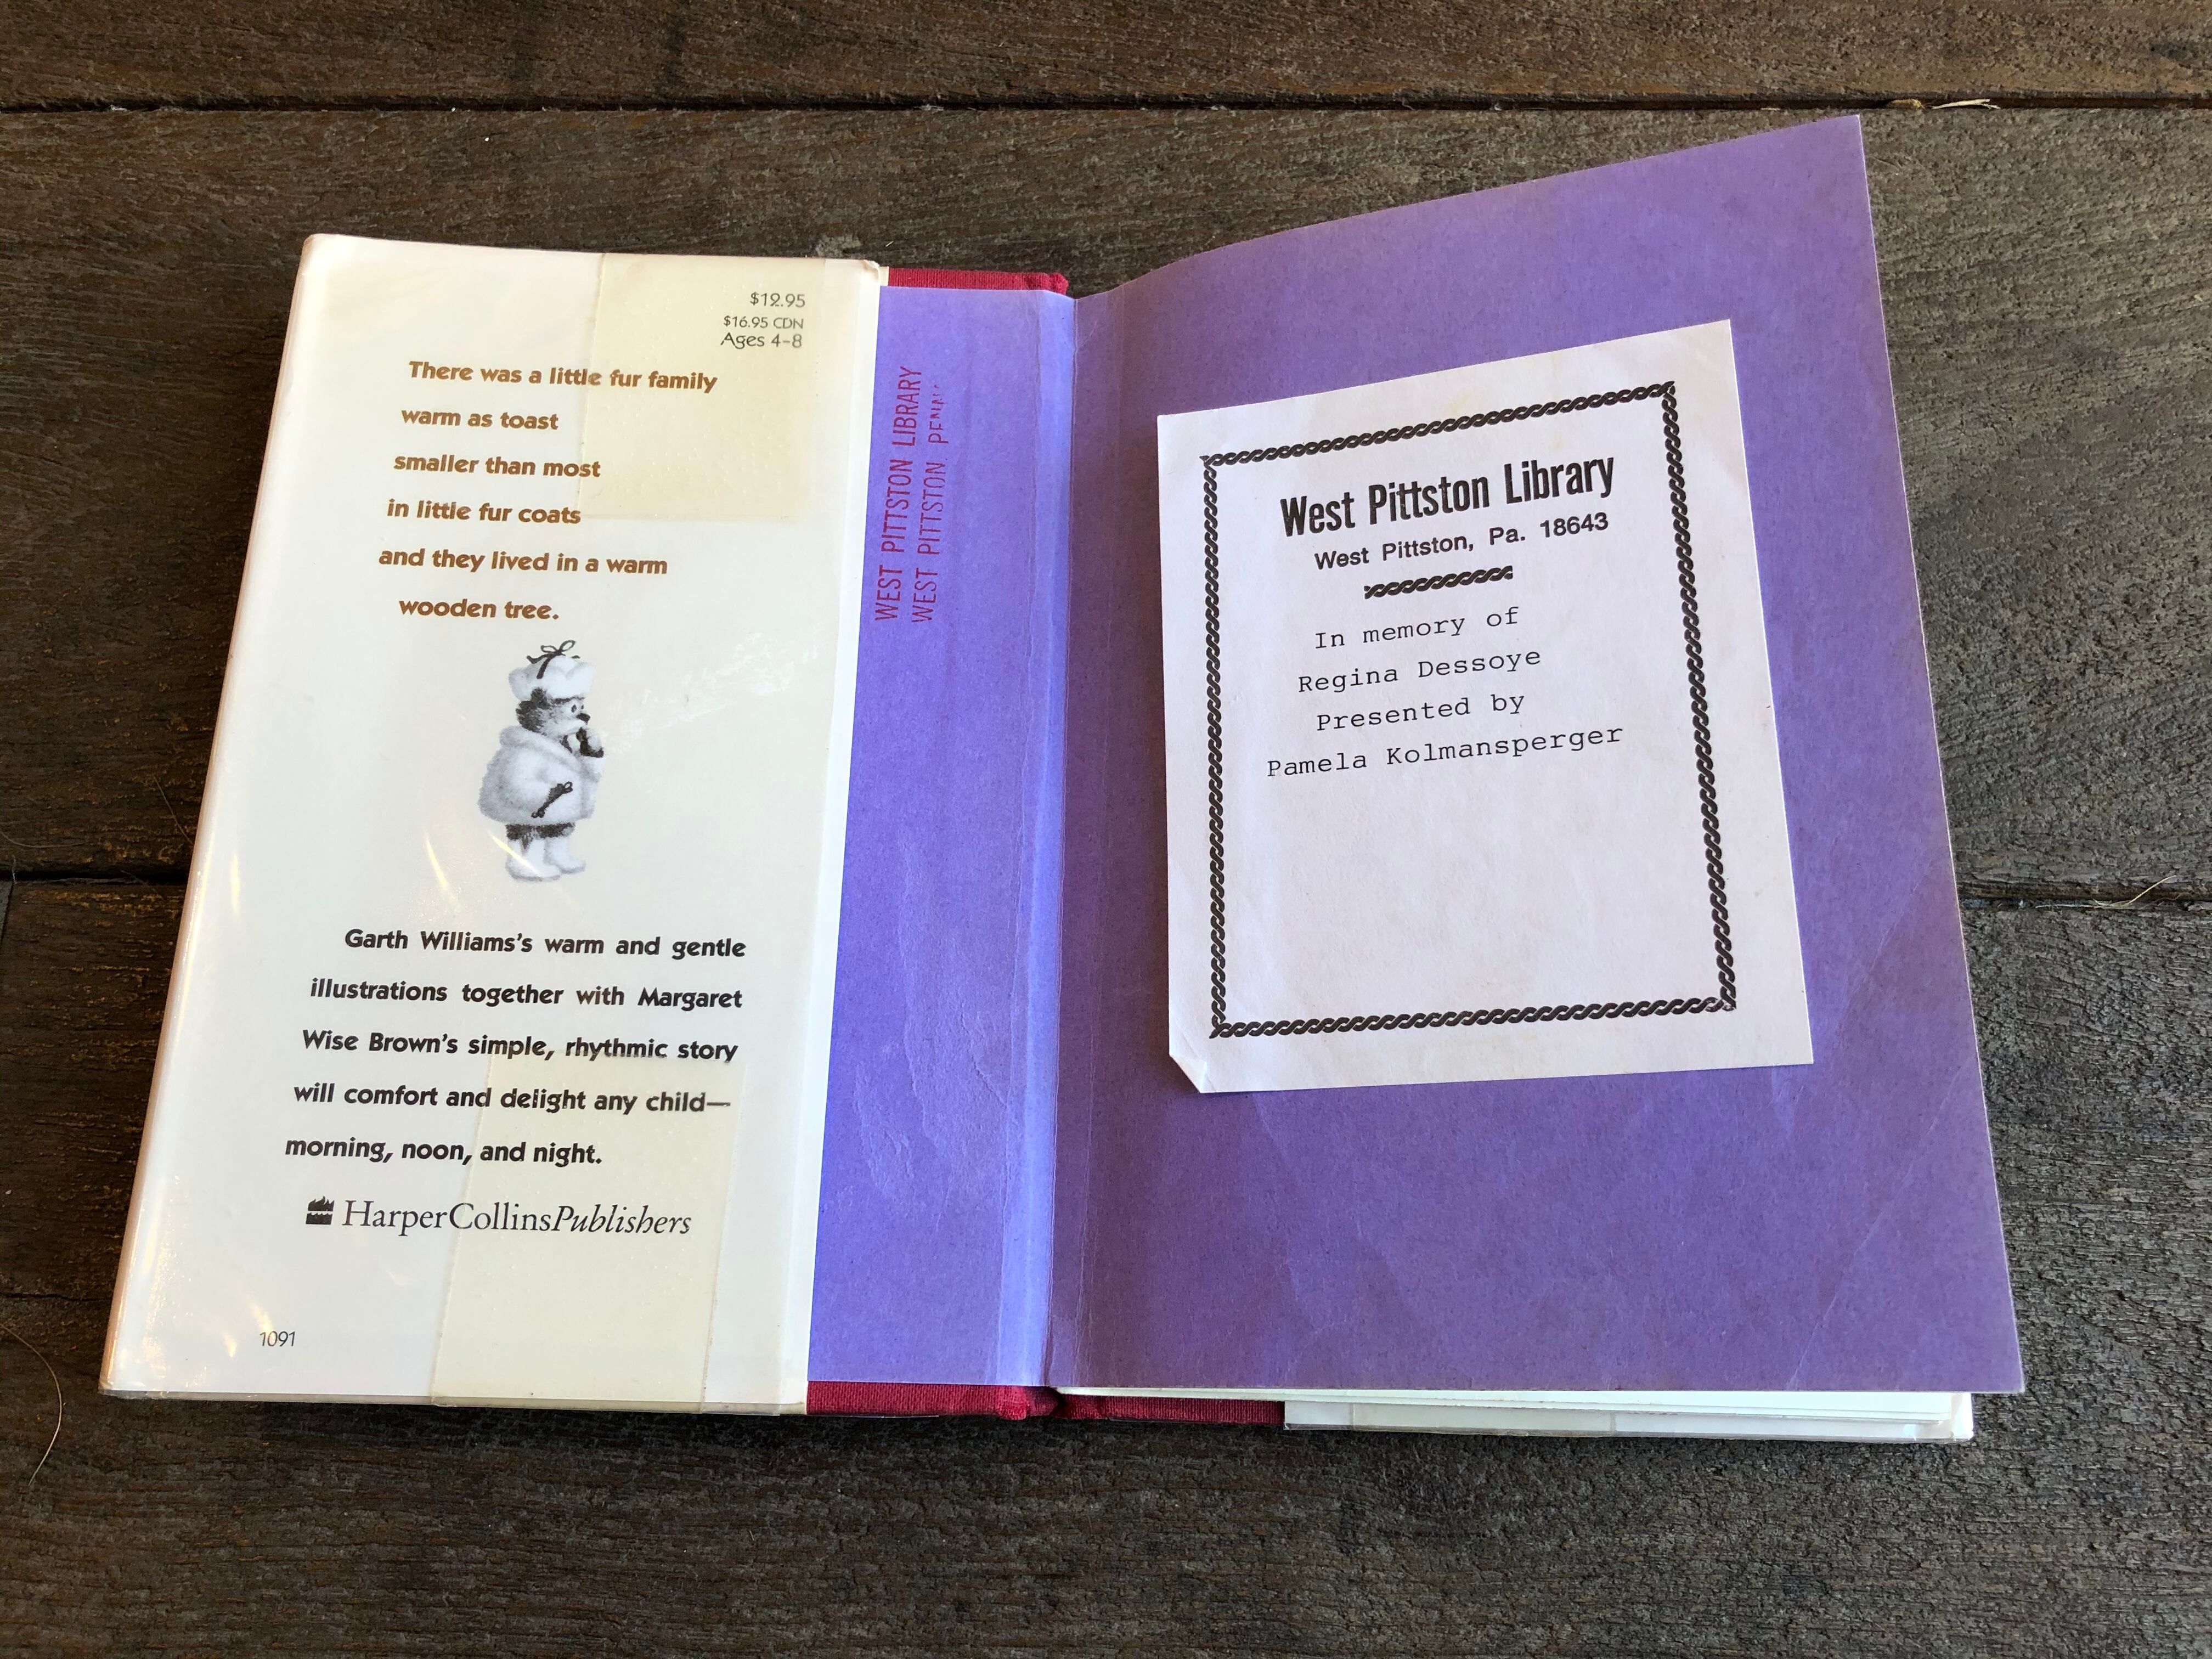 $12.95
$16.95 CDN
Ages 4-8
There was a little fur family
warm as toast
smaller than most
in little fur coats
and they lived in a warm
wooden tree.
Garth Williams's warm and gentle
illustrations together with Margaret
Wise Brown's simple, rhythmic story
will comfort and delight any child—
morning, noon, and night.
HarperCollinsPublishers
1091
WEST PITTSTON LIBRARY
WEST PITTSTON PENN'
West Pittston Library
West Pittston, Pa. 18643
In memory of
Regina Dessoye
Presented by
Pamela Kolmansperger